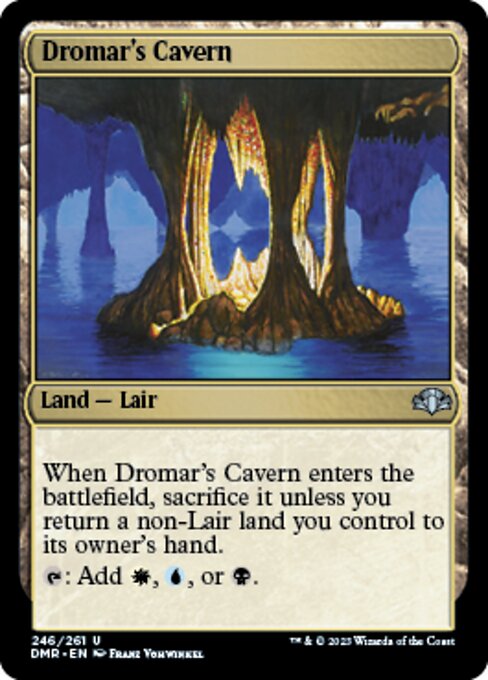 Dromar's Cavern
Land — Lair
When Dromar's Cavern enters the
battlefield, sacrifice it unless you
return a non-Lair land you control to
its owner's hand.
: Add , , or .
246/261 U
DMR • EN Franz Vohwinkel
™ & © 2023 Wizards of the Coast